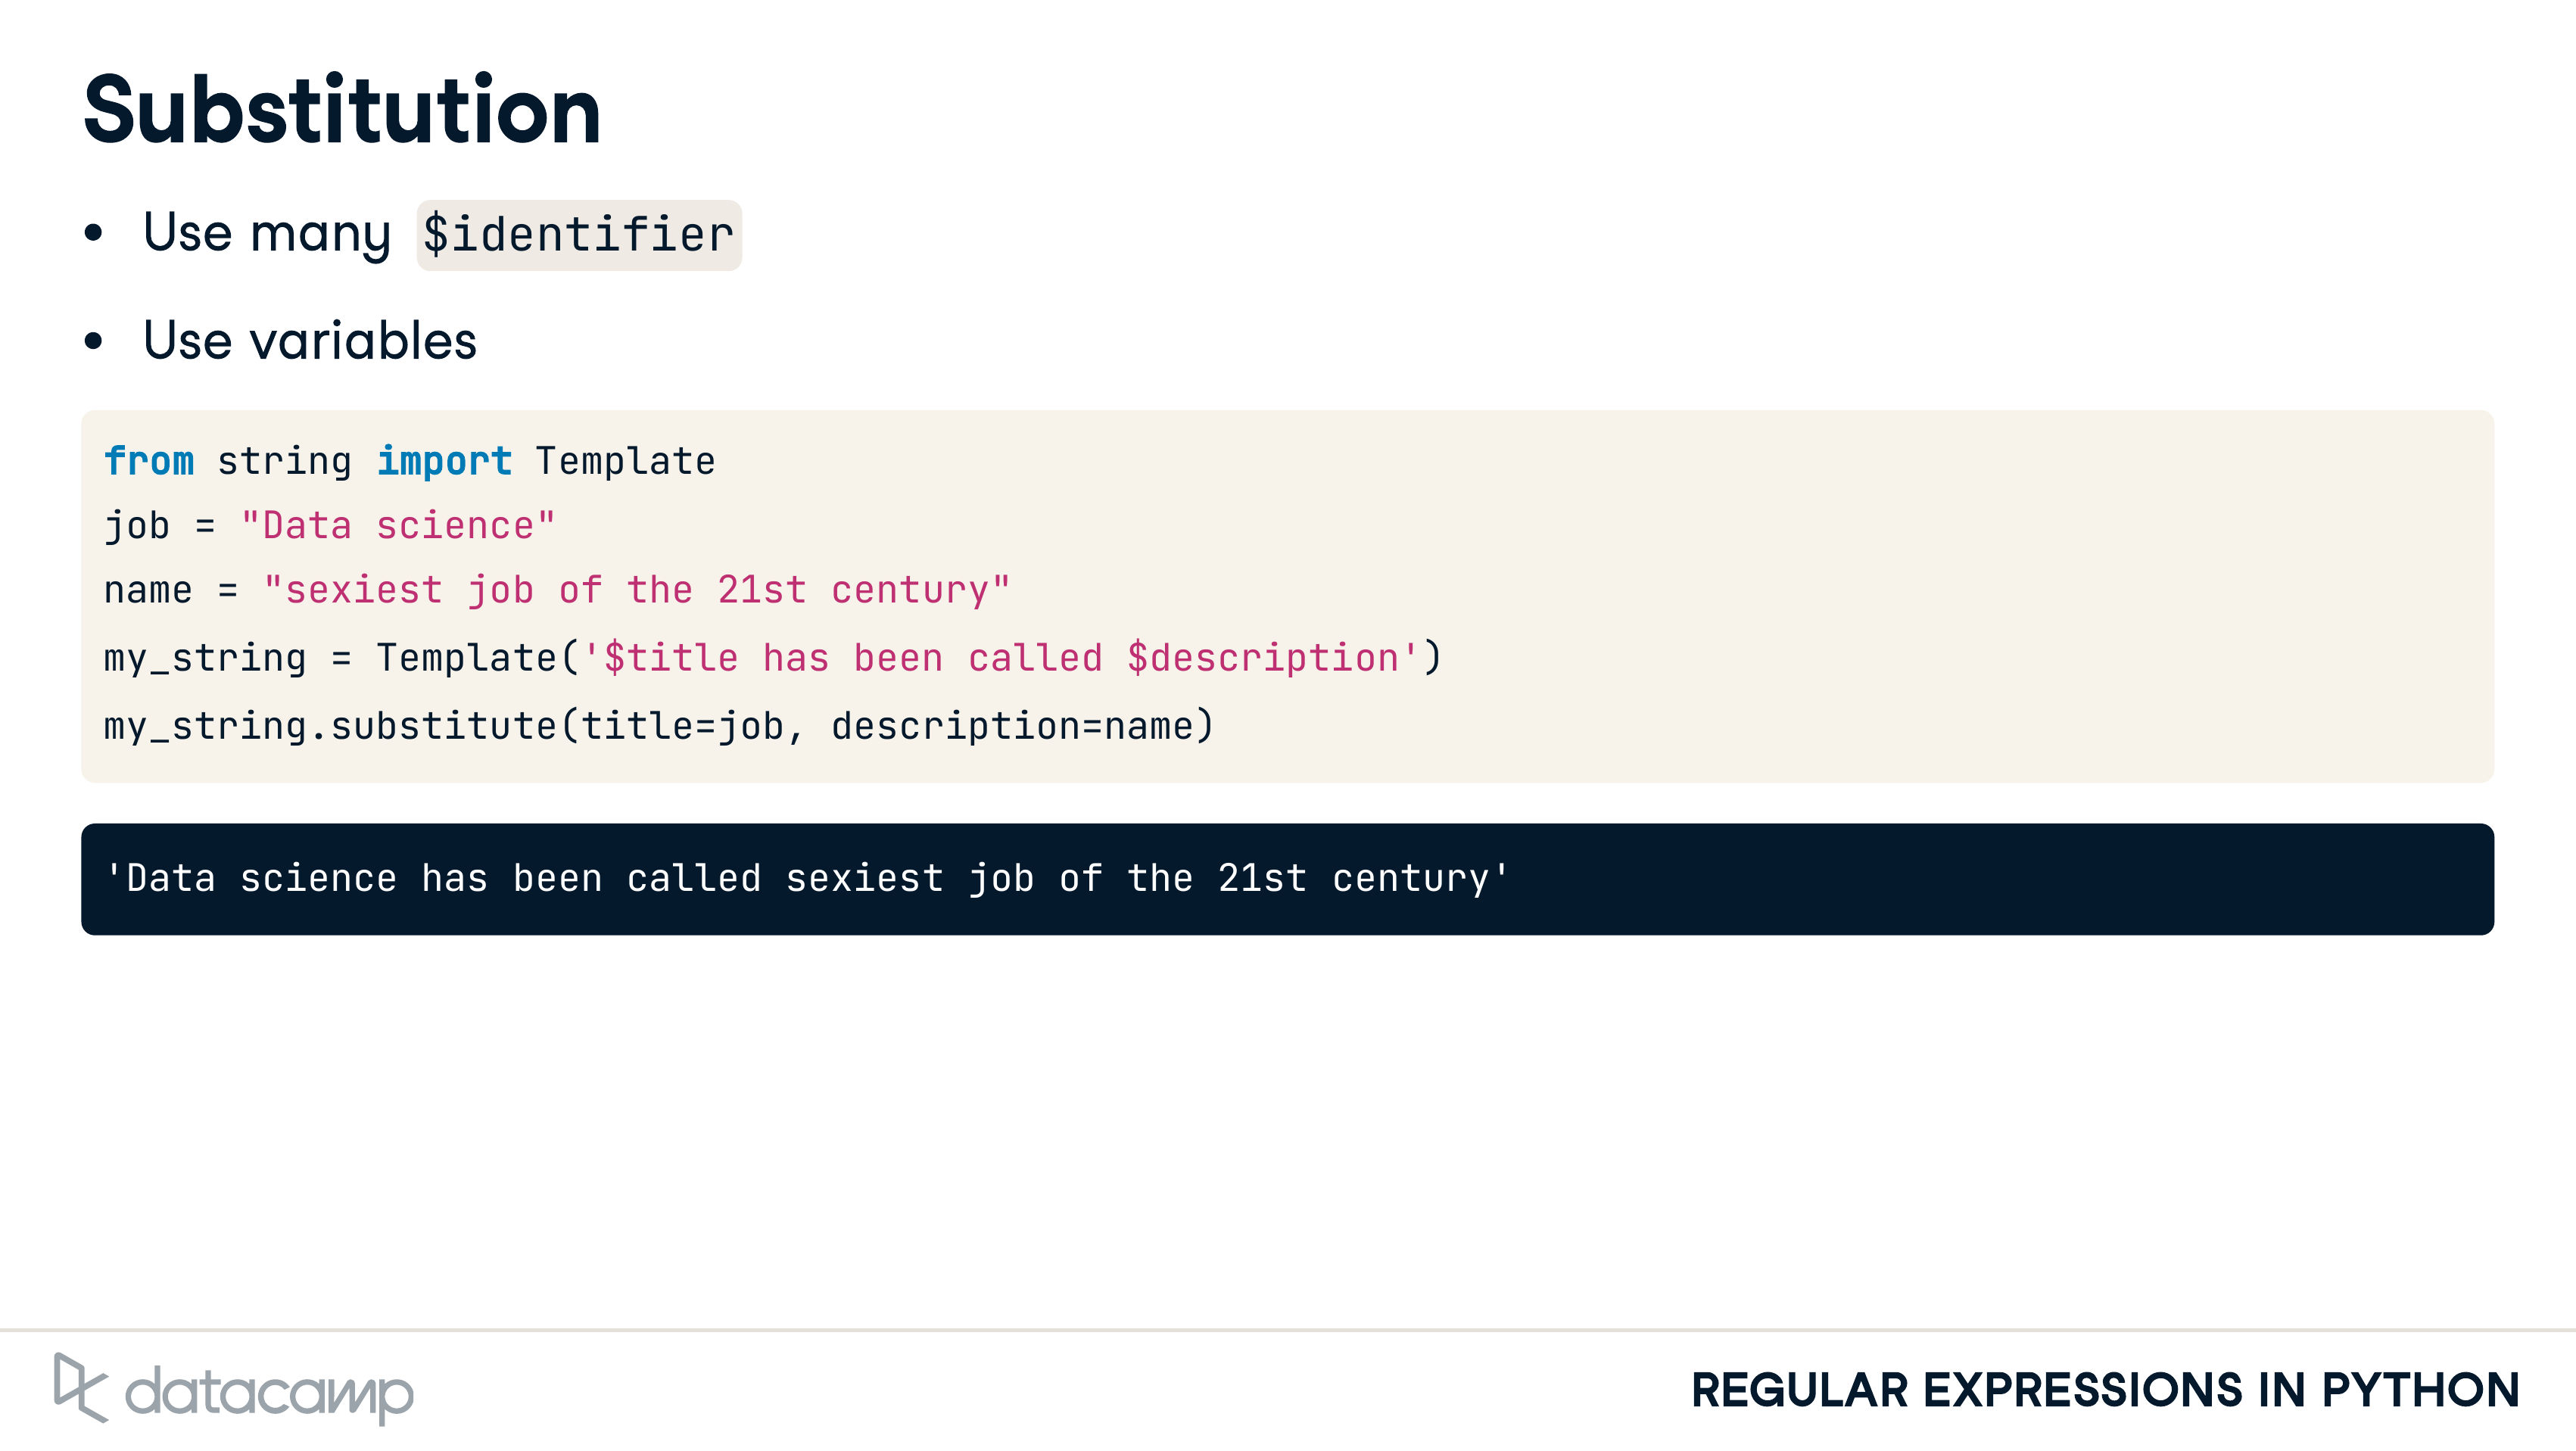 Substitution
• Use many $identifier
• Use variables
from string import Template
job = "Data science"
name = "sexiest job of the 21st century"
my_string = Template('$title has been called $description')
my_string.substitute(title=job, description=name)
'Data science has been called sexiest job of the 21st century'
datacamp
REGULAR EXPRESSIONS IN PYTHON